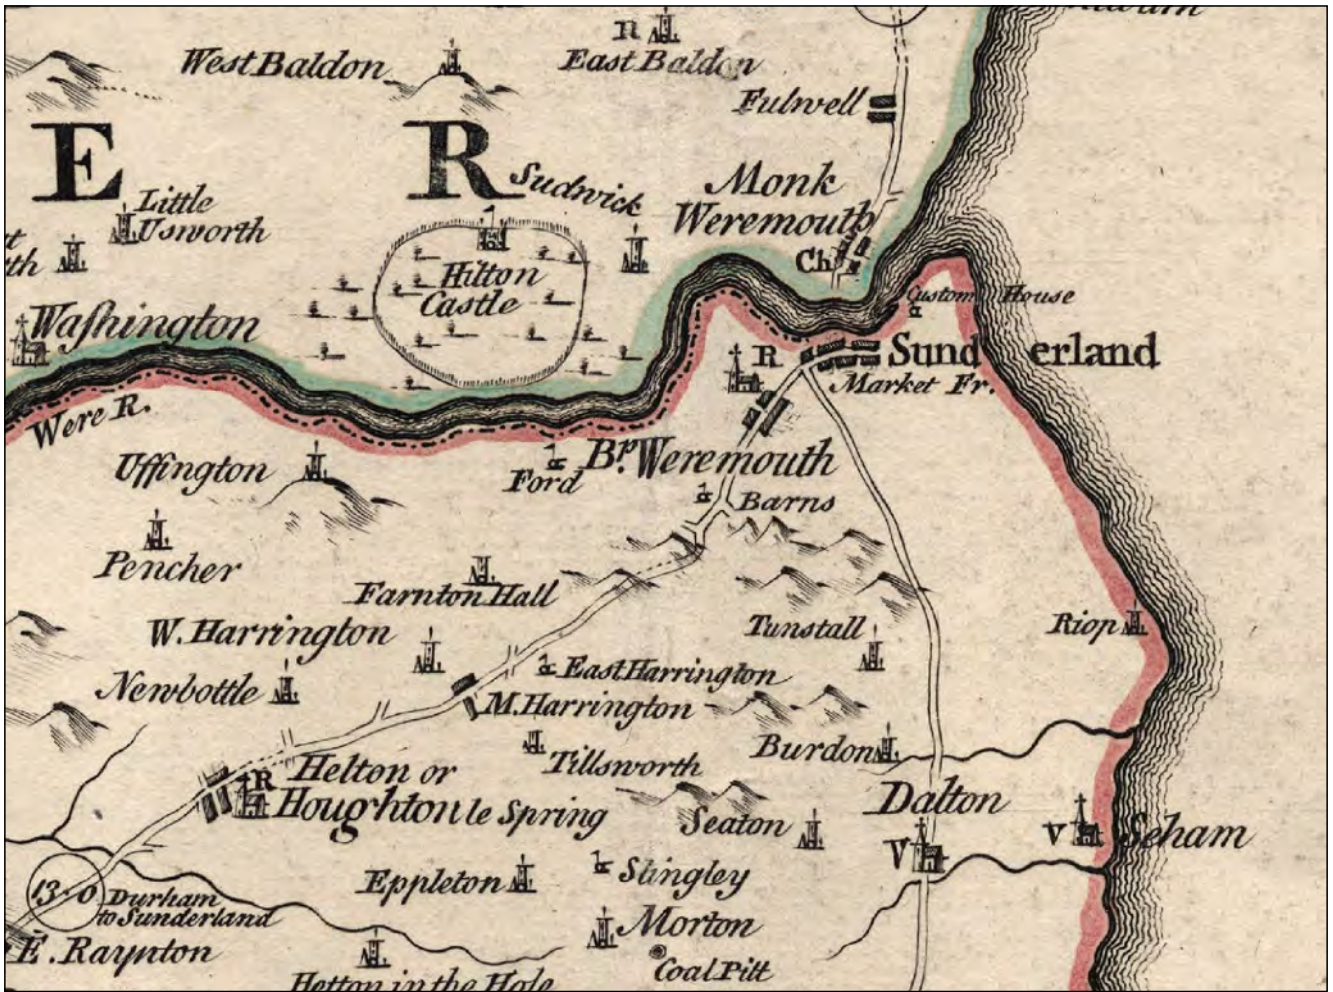 R
West Baldon
East Baldon
Fulwell
E R
Sudwick
Monk
Weremouth
Little
Usworth
Ch
Hilton
Castle
Custom House
Waſhington
R
Sunderland
Market Fr.
Were R.
Uffington
Ford
Bp. Weremouth
Barns
Pencher
Farnton Hall
W. Harrington
Tunstall
Riop
East Harrington
Newbottle
M. Harrington
Burdon
Tillsworth
Helton or
R
Houghton le Spring
Dalton
Seaton
V
V
Seham
Eppleton
Slingley
13.0
Durham
to Sunderland
Morton
E. Raynton
Coal Pitt
Hetton in the Hole